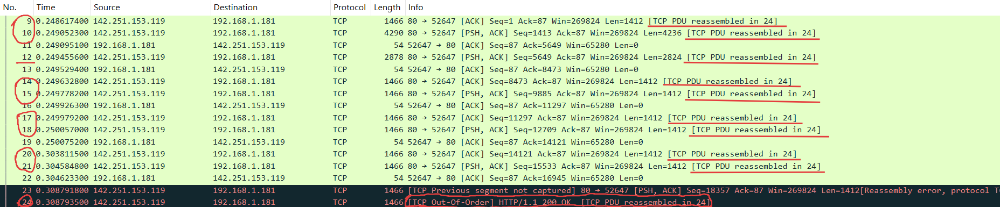 No. Time Source Destination Protocol Length Info
9 0.248617400 142.251.153.119 192.168.1.181 TCP 1466 80 → 52647 [ACK] Seq=1 Ack=87 Win=269824 Len=1412 [TCP PDU reassembled in 24]
10 0.249052300 142.251.153.119 192.168.1.181 TCP 4290 80 → 52647 [PSH, ACK] Seq=1413 Ack=87 Win=269824 Len=4236 [TCP PDU reassembled in 24]
11 0.249095100 192.168.1.181 142.251.153.119 TCP 54 52647 → 80 [ACK] Seq=87 Ack=5649 Win=65280 Len=0
12 0.249455600 142.251.153.119 192.168.1.181 TCP 2878 80 → 52647 [PSH, ACK] Seq=5649 Ack=87 Win=269824 Len=2824 [TCP PDU reassembled in 24]
13 0.249529400 192.168.1.181 142.251.153.119 TCP 54 52647 → 80 [ACK] Seq=87 Ack=8473 Win=65280 Len=0
14 0.249632800 142.251.153.119 192.168.1.181 TCP 1466 80 → 52647 [ACK] Seq=8473 Ack=87 Win=269824 Len=1412 [TCP PDU reassembled in 24]
15 0.249778200 142.251.153.119 192.168.1.181 TCP 1466 80 → 52647 [PSH, ACK] Seq=9885 Ack=87 Win=269824 Len=1412 [TCP PDU reassembled in 24]
16 0.249926300 192.168.1.181 142.251.153.119 TCP 54 52647 → 80 [ACK] Seq=87 Ack=11297 Win=65280 Len=0
17 0.249979200 142.251.153.119 192.168.1.181 TCP 1466 80 → 52647 [ACK] Seq=11297 Ack=87 Win=269824 Len=1412 [TCP PDU reassembled in 24]
18 0.250057000 142.251.153.119 192.168.1.181 TCP 1466 80 → 52647 [PSH, ACK] Seq=12709 Ack=87 Win=269824 Len=1412 [TCP PDU reassembled in 24]
19 0.250075200 192.168.1.181 142.251.153.119 TCP 54 52647 → 80 [ACK] Seq=87 Ack=14121 Win=65280 Len=0
20 0.303811500 142.251.153.119 192.168.1.181 TCP 1466 80 → 52647 [ACK] Seq=14121 Ack=87 Win=269824 Len=1412 [TCP PDU reassembled in 24]
21 0.304584800 142.251.153.119 192.168.1.181 TCP 1466 80 → 52647 [PSH, ACK] Seq=15533 Ack=87 Win=269824 Len=1412 [TCP PDU reassembled in 24]
22 0.304623300 192.168.1.181 142.251.153.119 TCP 54 52647 → 80 [ACK] Seq=87 Ack=16945 Win=65280 Len=0
23 0.308791800 142.251.153.119 192.168.1.181 TCP 1466 [TCP Previous segment not captured] 80 → 52647 [PSH, ACK] Seq=18357 Ack=87 Win=269824 Len=1412[Reassembly error, protocol
24 0.308793500 142.251.153.119 192.168.1.181 TCP 1466 [TCP Out-Of-Order] HTTP/1.1 200 OK [TCP PDU reassembled in 24]